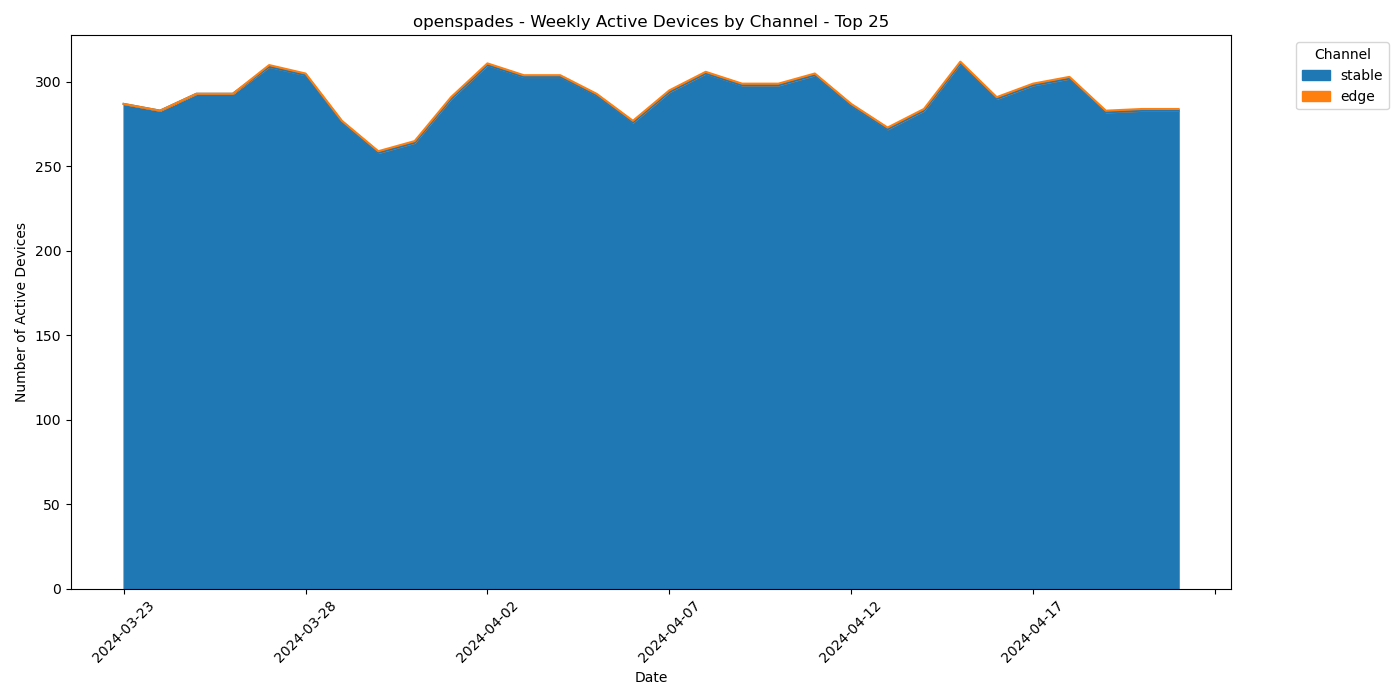 openspades - Weekly Active Devices by Channel - Top 25
Channel
stable
edge
Number of Active Devices
300
250
200
150
100
50
0
2024-03-23
2024-03-28
2024-04-02
2024-04-07
2024-04-12
2024-04-17
Date